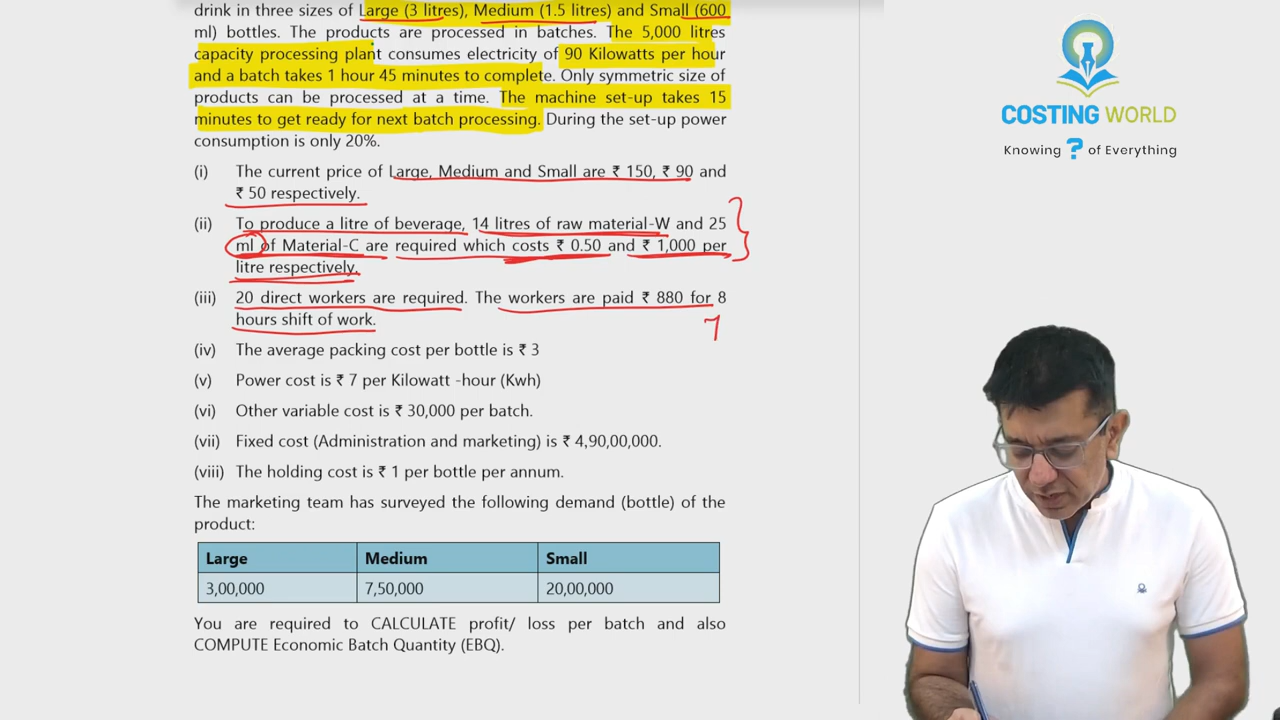 drink in three sizes of Large (3 litres), Medium (1.5 litres) and Small (600
ml) bottles. The products are processed in batches. The 5,000 litres
capacity processing plant consumes electricity of 90 Kilowatts per hour
and a batch takes 1 hour 45 minutes to complete. Only symmetric size of
products can be processed at a time. The machine set-up takes 15
minutes to get ready for next batch processing. During the set-up power
consumption is only 20%.
(i) The current price of Large, Medium and Small are ₹ 150, ₹ 90 and
₹ 50 respectively.
(ii) To produce a litre of beverage, 14 litres of raw material-W and 25
ml of Material-C are required which costs ₹ 0.50 and ₹ 1,000 per
litre respectively.
(iii) 20 direct workers are required. The workers are paid ₹ 880 for 8
hours shift of work.
(iv) The average packing cost per bottle is ₹ 3
(v) Power cost is ₹ 7 per Kilowatt -hour (Kwh)
(vi) Other variable cost is ₹ 30,000 per batch.
(vii) Fixed cost (Administration and marketing) is ₹ 4,90,00,000.
(viii) The holding cost is ₹ 1 per bottle per annum.
The marketing team has surveyed the following demand (bottle) of the
product:
Large Medium Small
3,00,000 7,50,000 20,00,000
You are required to CALCULATE profit/ loss per batch and also
COMPUTE Economic Batch Quantity (EBQ).
COSTING WORLD
Knowing ? of Everything